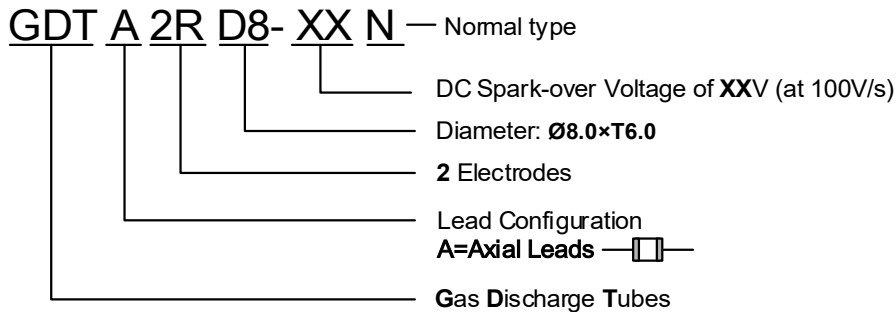 GDT A 2R D8- XX N Normal type
DC Spark-over Voltage of XXV (at 100V/s)
Diameter: Ø8.0×T6.0
2 Electrodes
Lead Configuration
A=Axial Leads
Gas Discharge Tubes